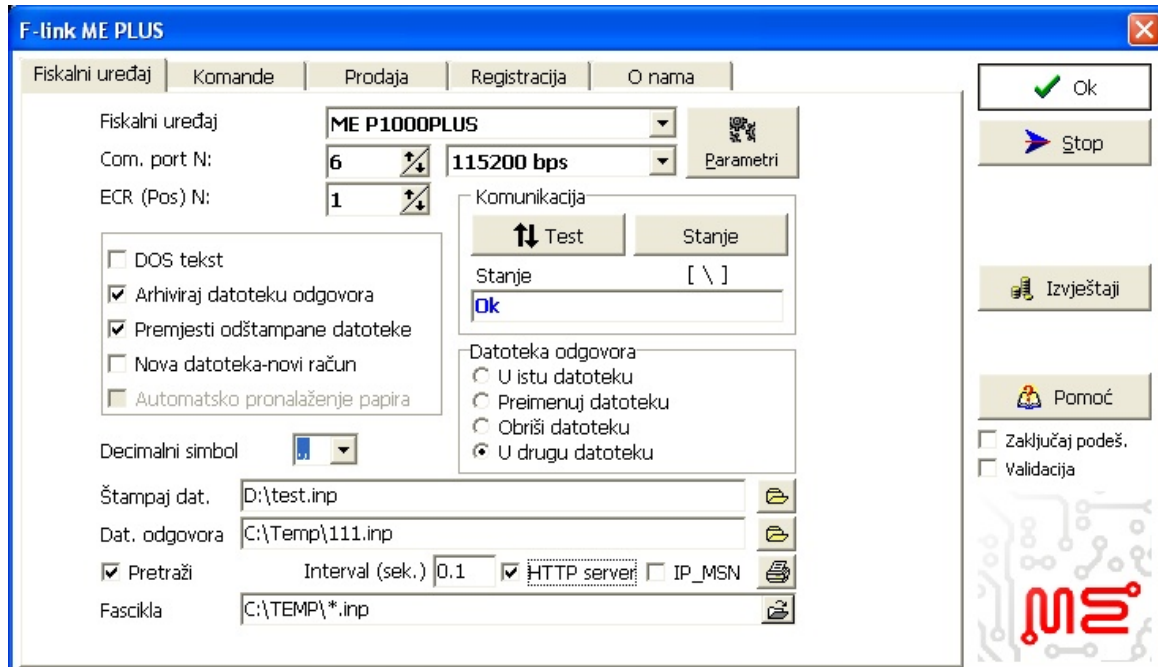 F-link ME PLUS
Fiskalni uređaj Komande Prodaja Registracija O nama
Ok
Stop
Izvještaji
Pomoć
Zaključaj podeš.
Validacija
Fiskalni uređaj ME P1000PLUS
Parametri
Com. port N: 6 115200 bps
ECR (Pos) N: 1
Komunikacija
Test Stanje
Stanje [ \ ]
Ok
DOS tekst
Arhiviraj datoteku odgovora
Premjesti odštampane datoteke
Nova datoteka-novi račun
Automatsko pronalaženje papira
Datoteka odgovora
U istu datoteku
Preimenuj datoteku
Obriši datoteku
U drugu datoteku
Decimalni simbol
Štampaj dat. D:\test.inp
Dat. odgovora C:\Temp\111.inp
Pretraži Interval (sek.) 0.1 HTTP server IP_MSN
Fascikla C:\TEMP\*.inp
ME